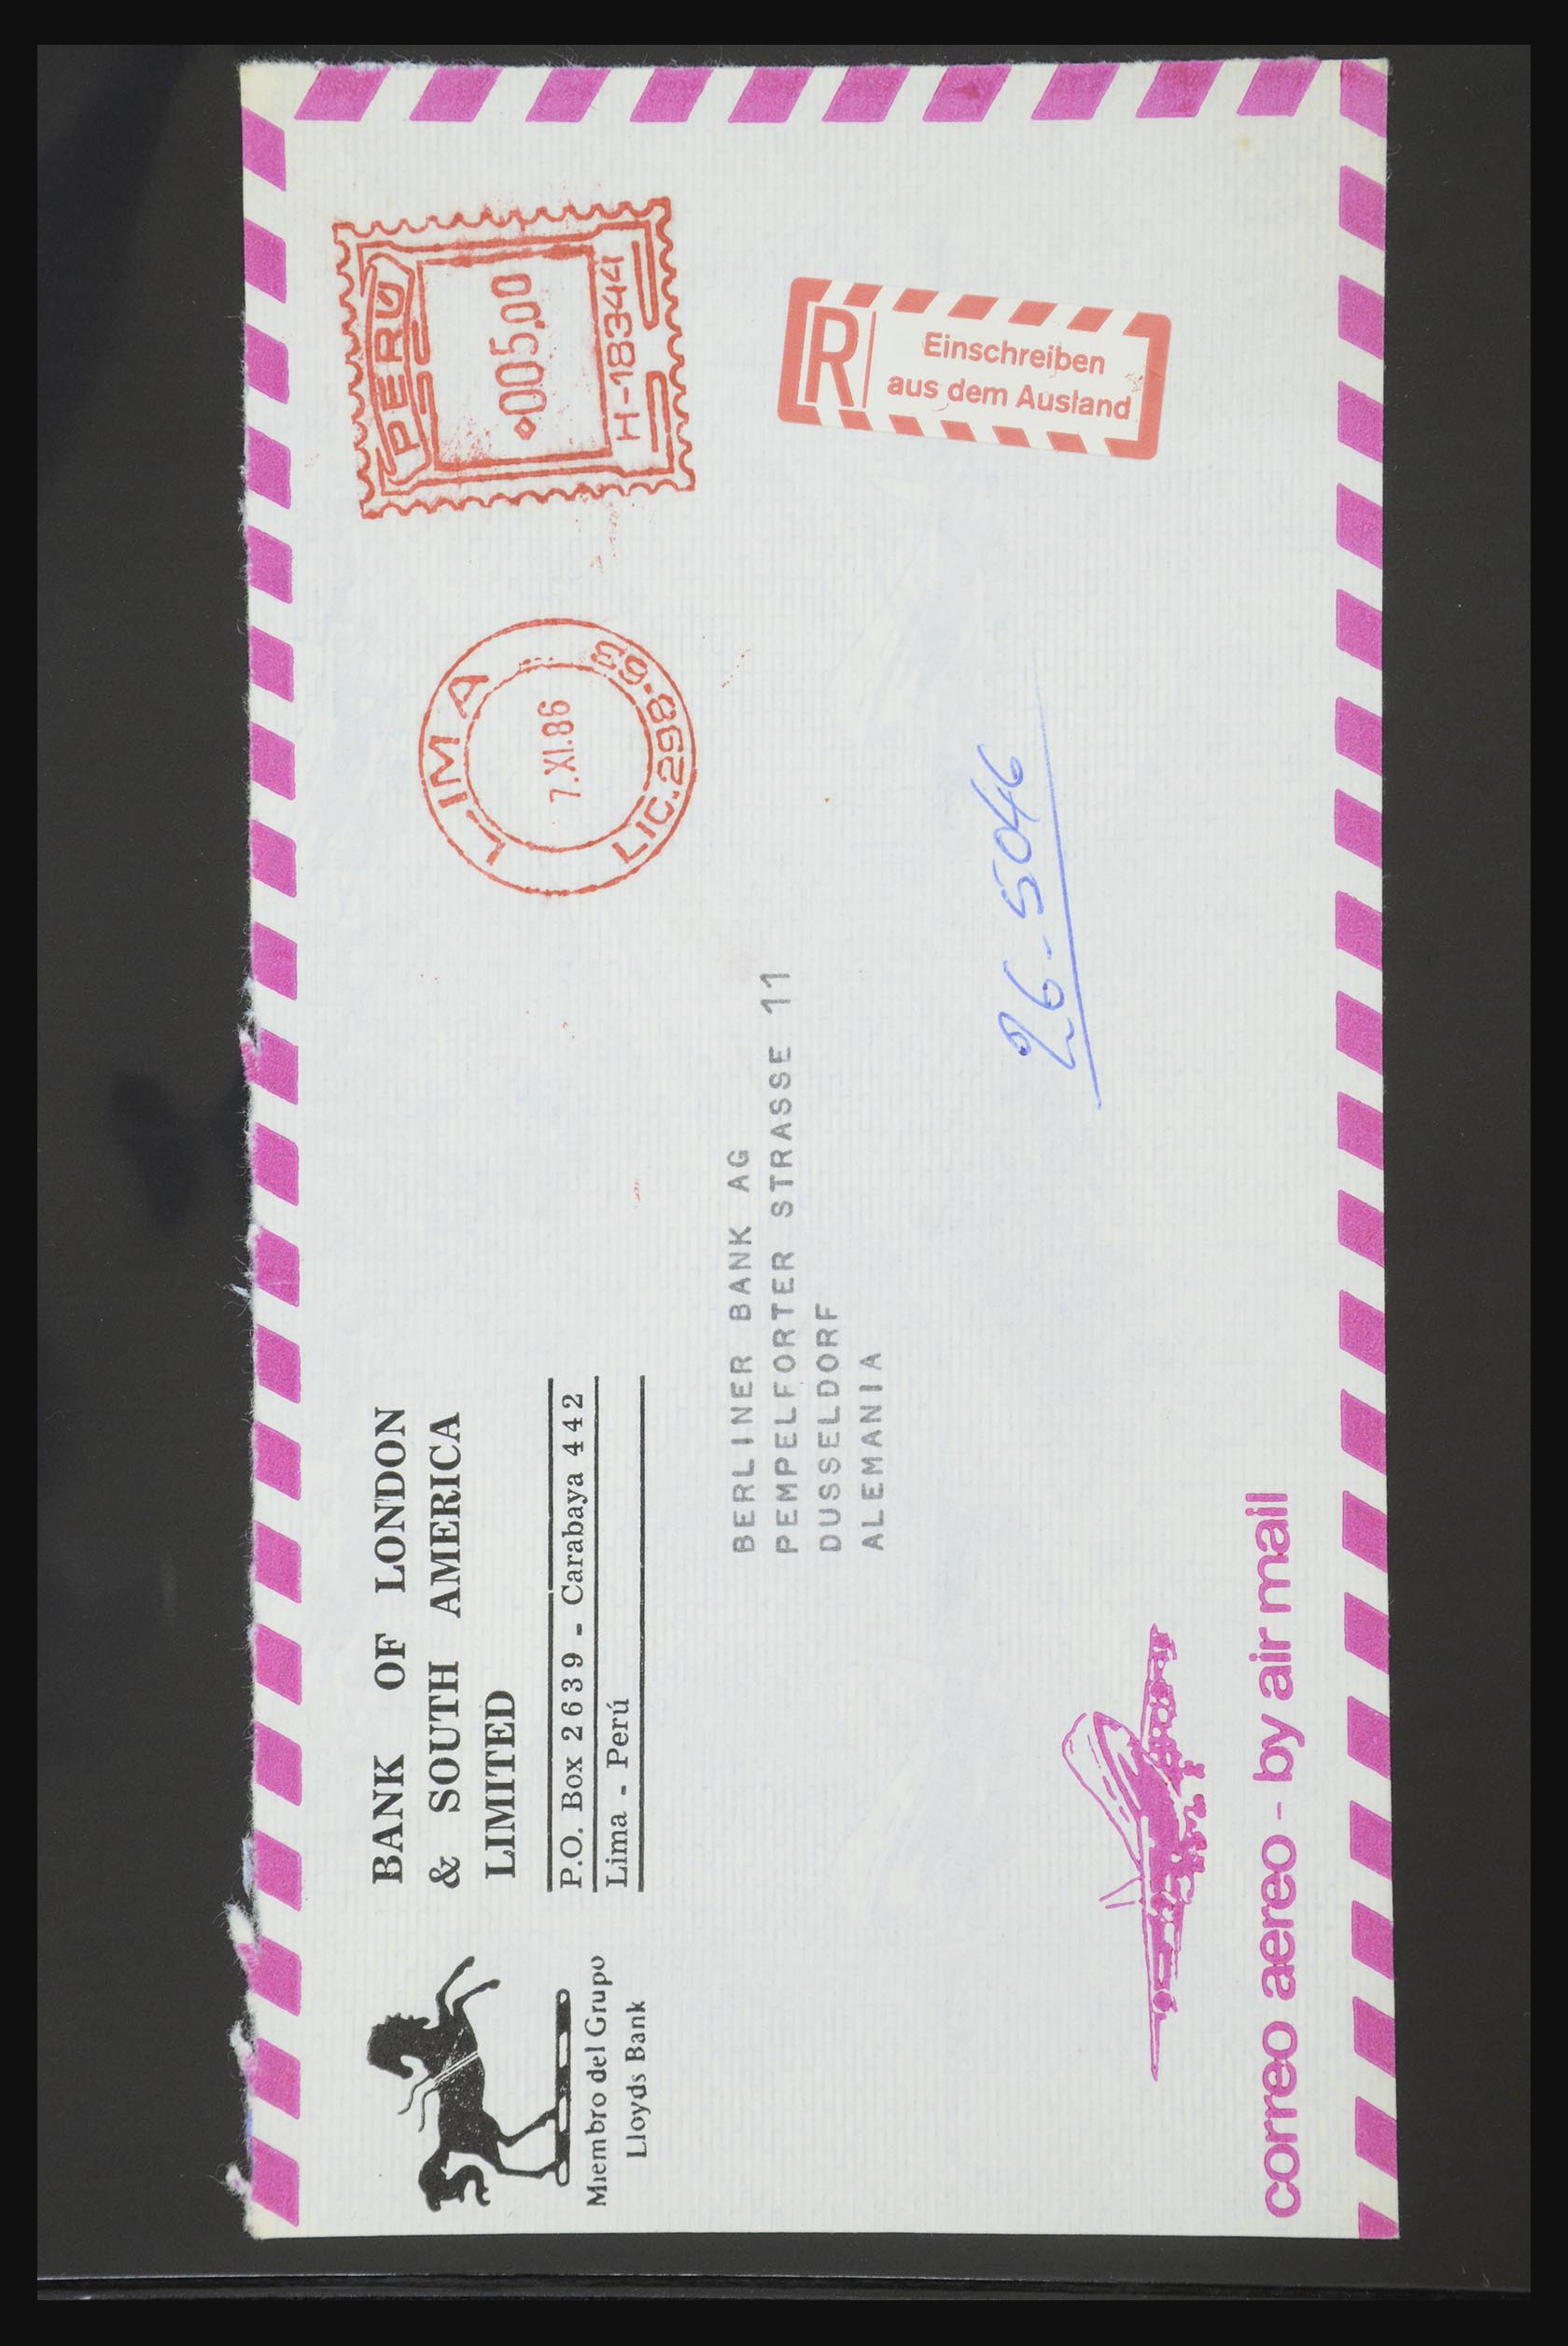 BANK OF LONDON
& SOUTH AMERICA
LIMITED
P.O. Box 2639 - Carabaya 442
Lima - Perú
Miembro del Grupo
Lloyds Bank
LIMA
7.XI.86
LIC.298·69
PERU
◇005,00
H-18344
BERLINER BANK AG
PEMPELFORTER STRASSE 11
DUSSELDORF
ALEMANIA
R
Einschreiben
aus dem Ausland
26-5046
correo aereo - by air mail